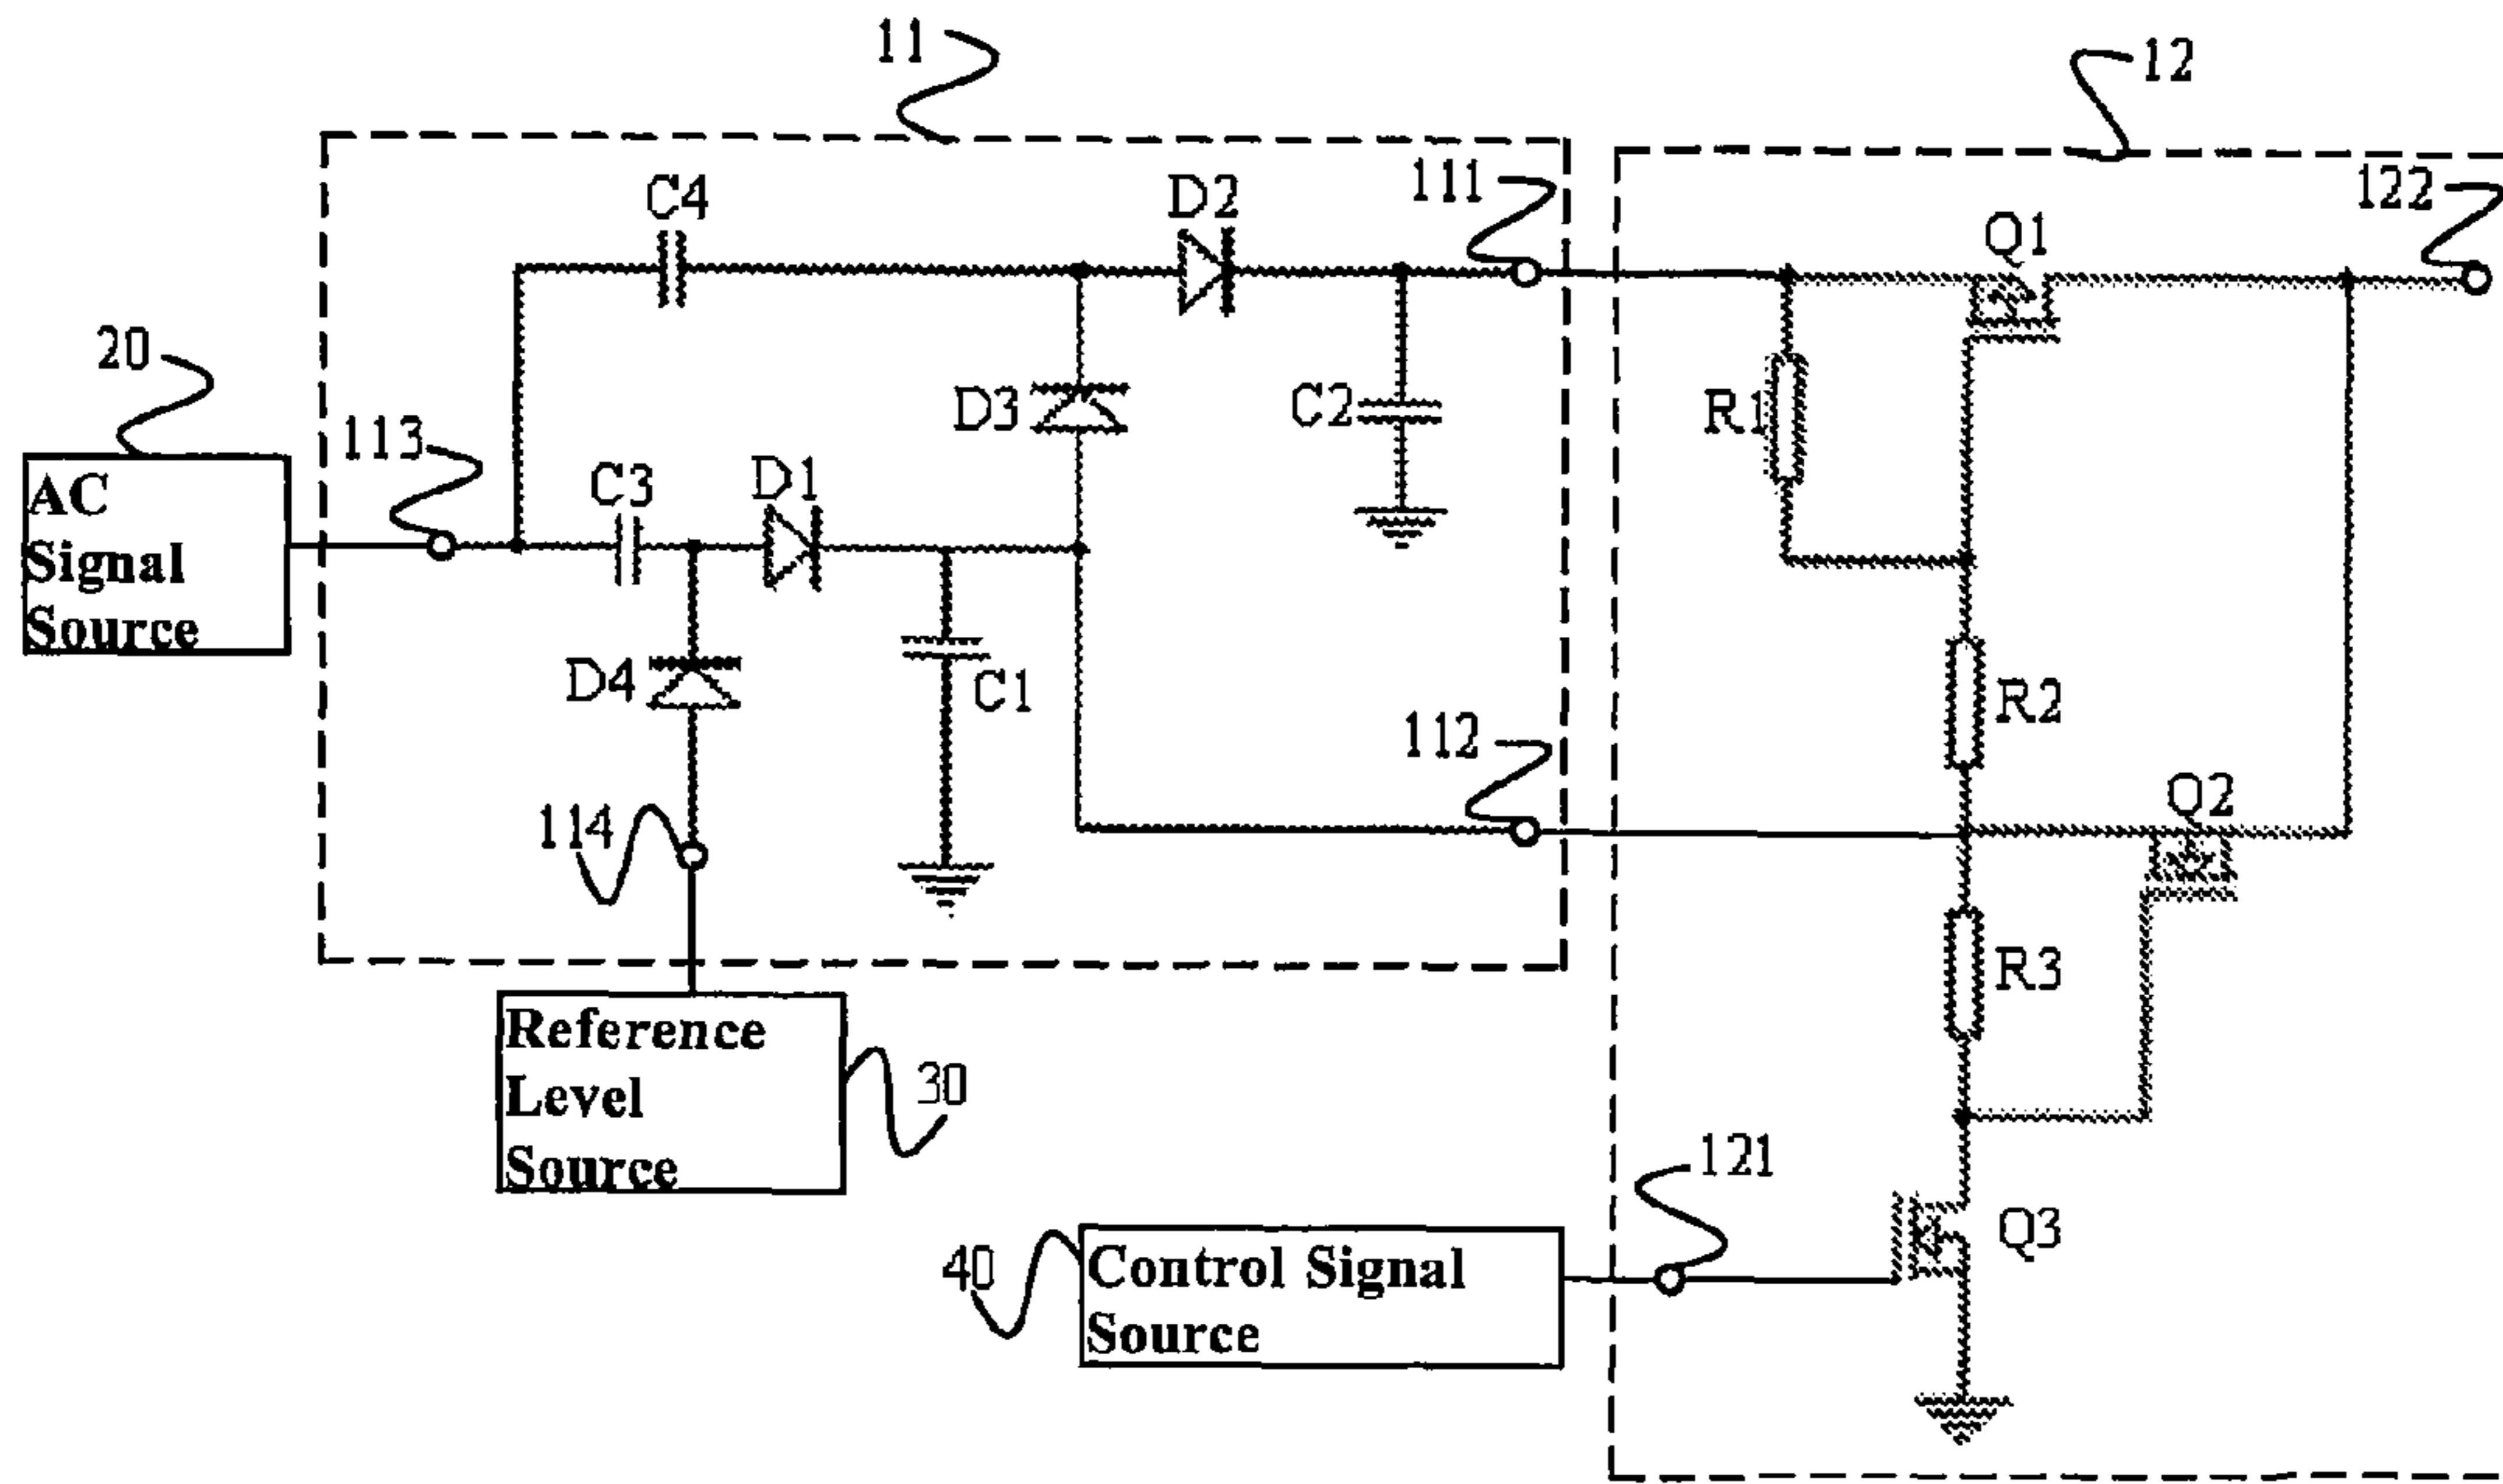 11
12
111
122
C4
D2
Q1
20
113
D3
C2
R1
AC
Signal
Source
C3
D1
D4
C1
R2
114
112
Q2
R3
Reference
Level
Source
30
121
40
Control Signal
Source
Q3